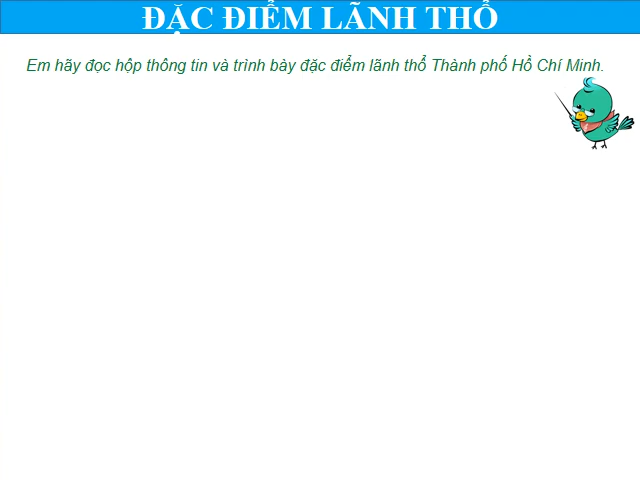 ĐẶC ĐIỂM LÃNH THỔ
Em hãy đọc hộp thông tin và trình bày đặc điểm lãnh thổ Thành phố Hồ Chí Minh.